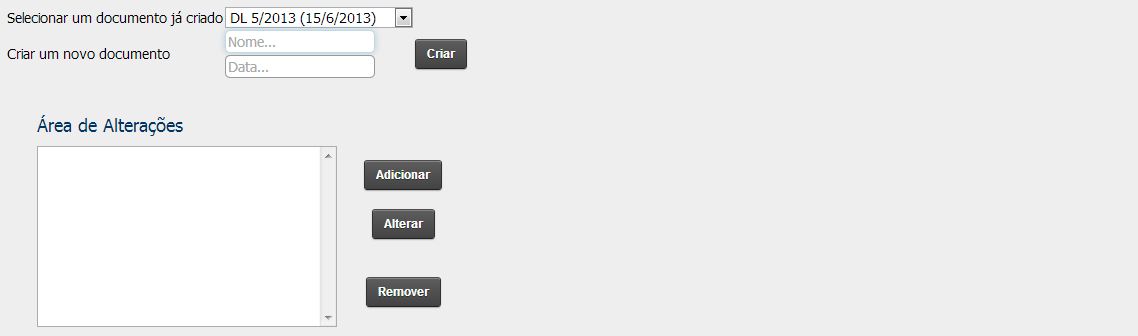 Selecionar um documento já criado DL 5/2013 (15/6/2013)
Nome...
Criar um novo documento Criar
Data...
Área de Alterações
Adicionar
Alterar
Remover